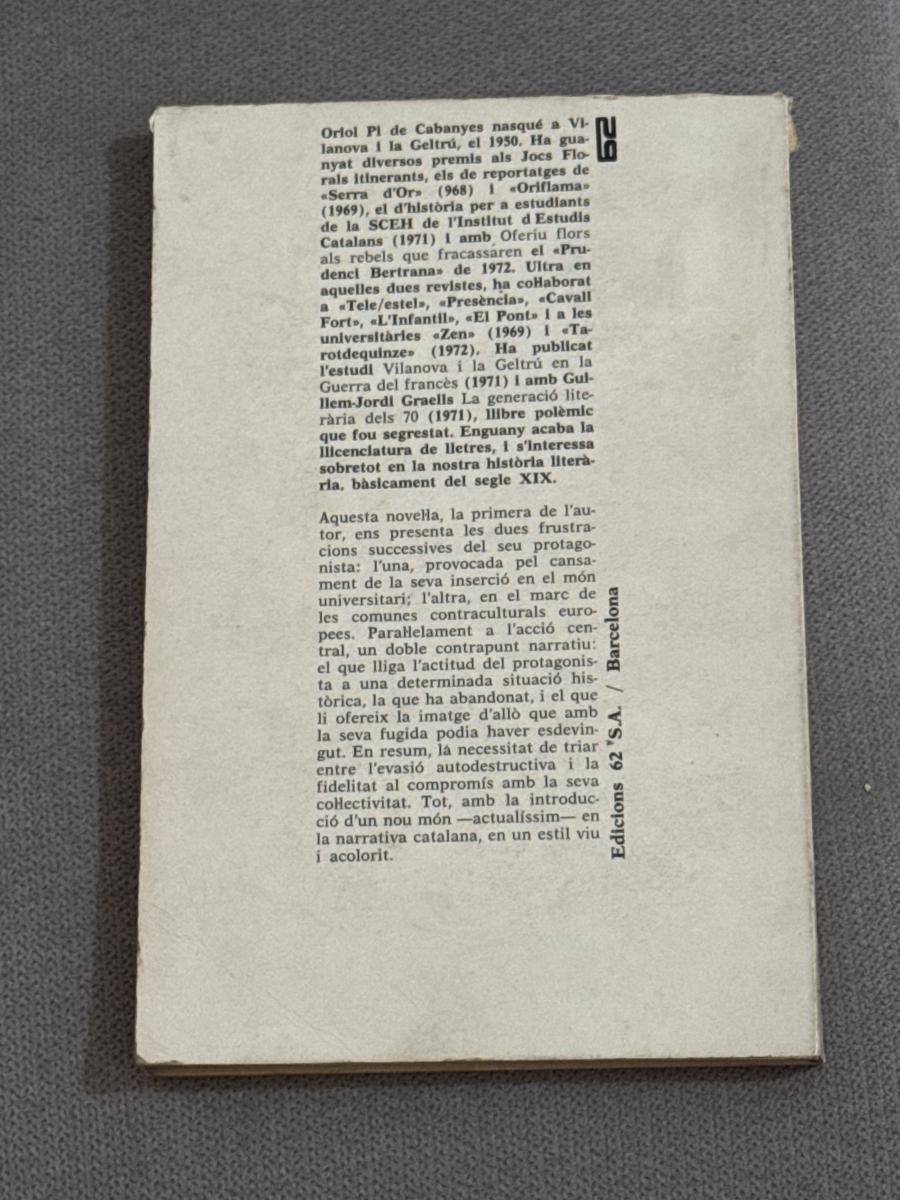 Oriol Pi de Cabanyes nasqué a Vi-
lanova i la Geltrú, el 1950. Ha gua-
nyat diversos premis als Jocs Flo-
rals itinerants, els de reportatges de
«Serra d'Or» (968) i «Oriflama»
(1969), el d'història per a estudiants
de la SCEH de l'Institut d Estudis
Catalans (1971) i amb Oferiu flors
als rebels que fracassaren el «Pru-
denci Bertrana» de 1972. Ultra en
aquelles dues revistes, ha coŀlaborat
a «Tele/estel», «Presència», «Cavall
Fort», «L'Infantil», «El Pont» i a les
universitàries «Zen» (1969) i «Ta-
rotdequinze» (1972). Ha publicat
l'estudi Vilanova i la Geltrú en la
Guerra del francès (1971) i amb Gui-
llem-Jordi Graells La generació lite-
rària dels 70 (1971), llibre polèmic
que fou segrestat. Enguany acaba la
llicenciatura de lletres, i s'interessa
sobretot en la nostra història literà-
ria, bàsicament del segle XIX.
Aquesta noveŀla, la primera de l'au-
tor, ens presenta les dues frustra-
cions successives del seu protago-
nista: l'una, provocada pel cansa-
ment de la seva inserció en el món
universitari; l'altra, en el marc de
les comunes contraculturals euro-
pees. Paraŀlelament a l'acció cen-
tral, un doble contrapunt narratiu:
el que lliga l'actitud del protagonis-
ta a una determinada situació his-
tòrica, la que ha abandonat, i el que
li ofereix la imatge d'allò que amb
la seva fugida podia haver esdevin-
gut. En resum, la necessitat de triar
entre l'evasió autodestructiva i la
fidelitat al compromís amb la seva
coŀlectivitat. Tot, amb la introduc-
ció d'un nou món —actualíssim— en
la narrativa catalana, en un estil viu
i acolorit.
62
Edicions 62 S.A. / Barcelona